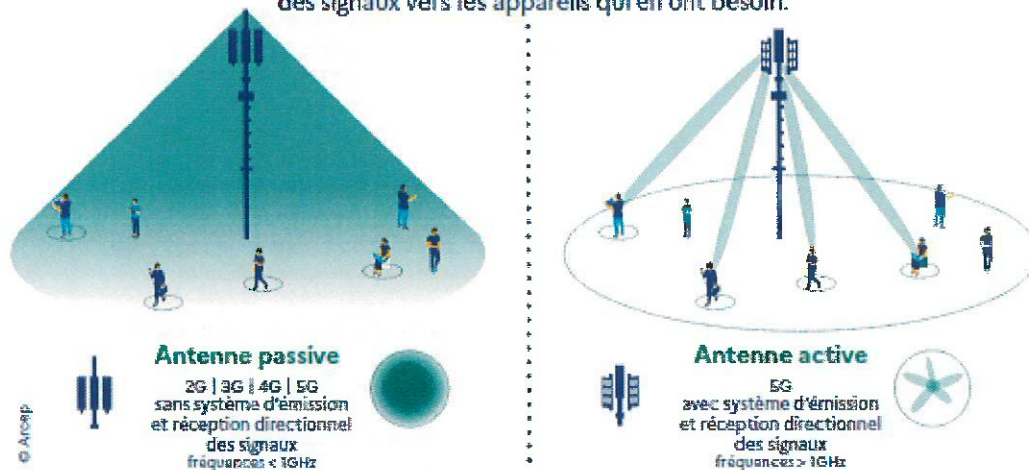 des signaux vers les appareils qui en ont besoin.
Antenne passive
2G | 3G | 4G | 5G
sans système d'émission
et réception directionnel
des signaux
fréquences < 1GHz
Antenne active
5G
avec système d'émission
et réception directionnel
des signaux
fréquences > 1GHz
© Arcep